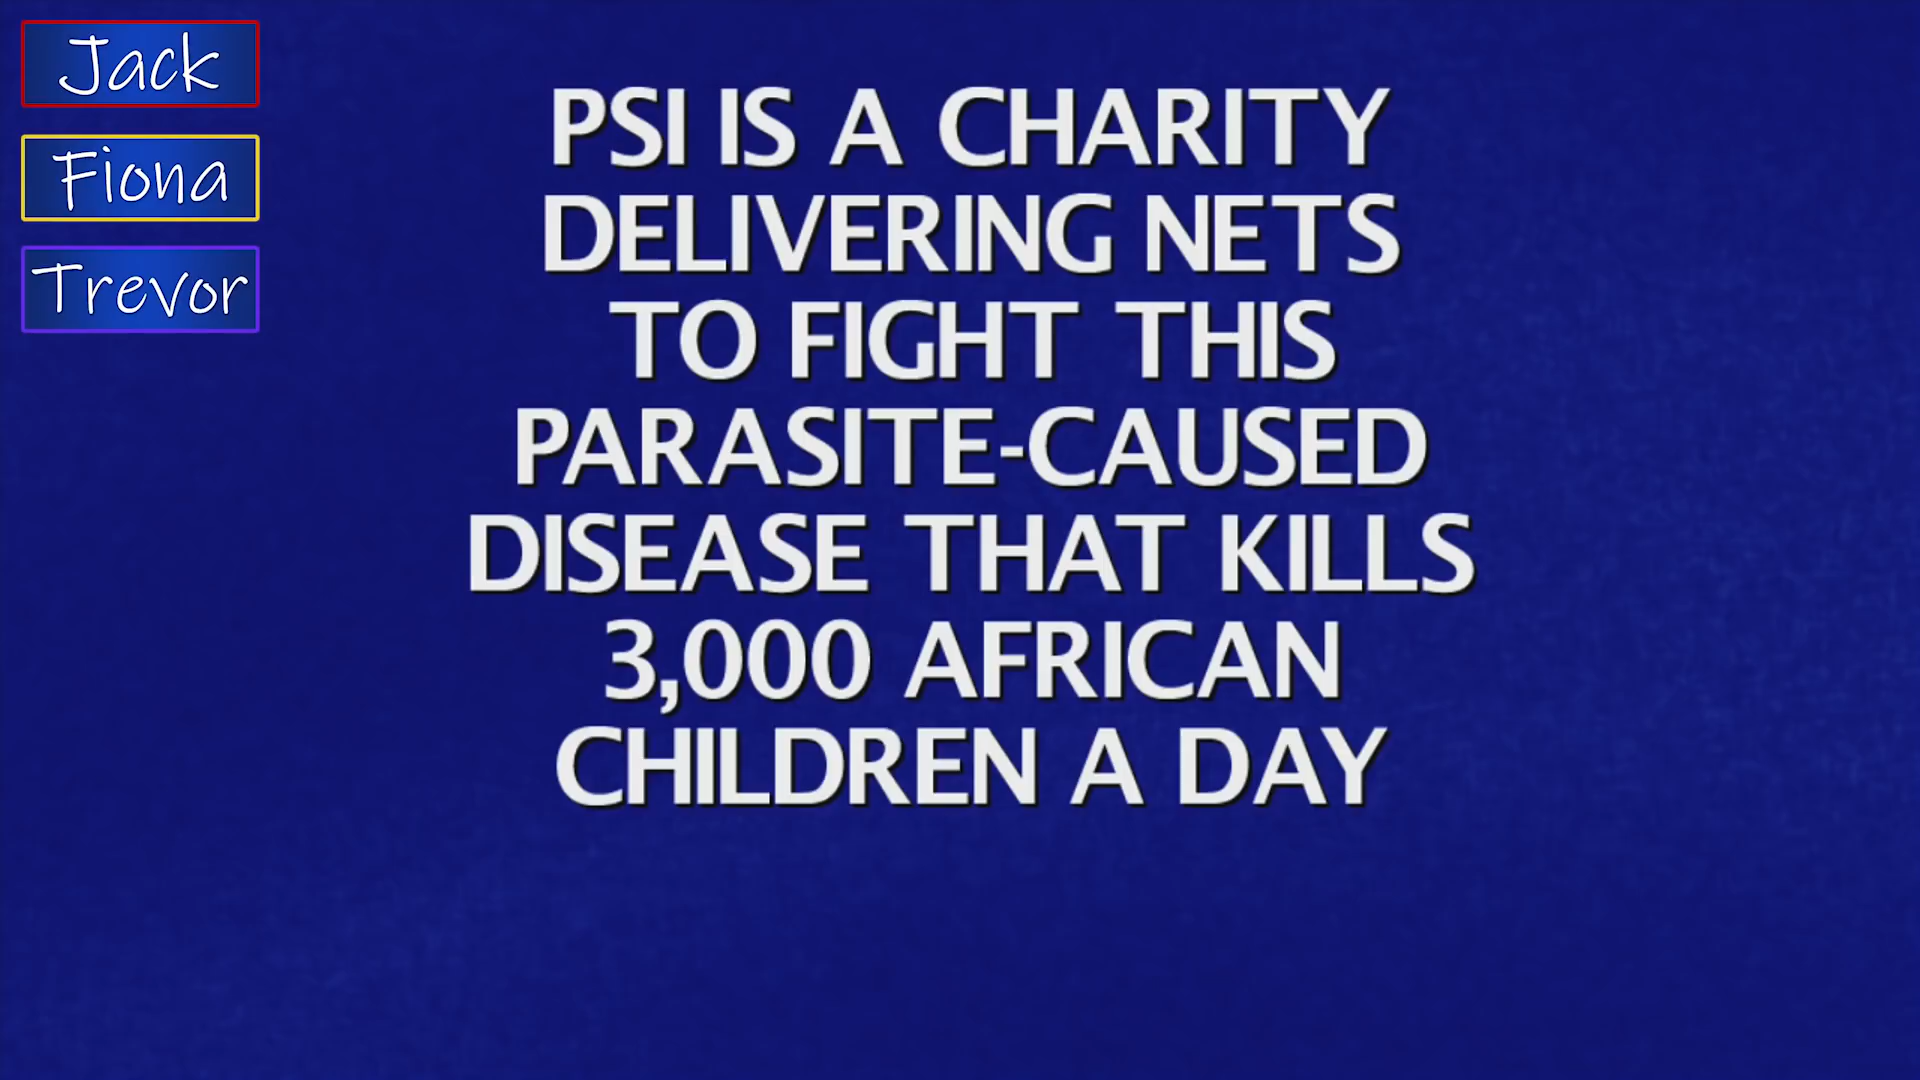 Jack
Fiona
Trevor
PSI IS A CHARITY
DELIVERING NETS
TO FIGHT THIS
PARASITE-CAUSED
DISEASE THAT KILLS
3,000 AFRICAN
CHILDREN A DAY